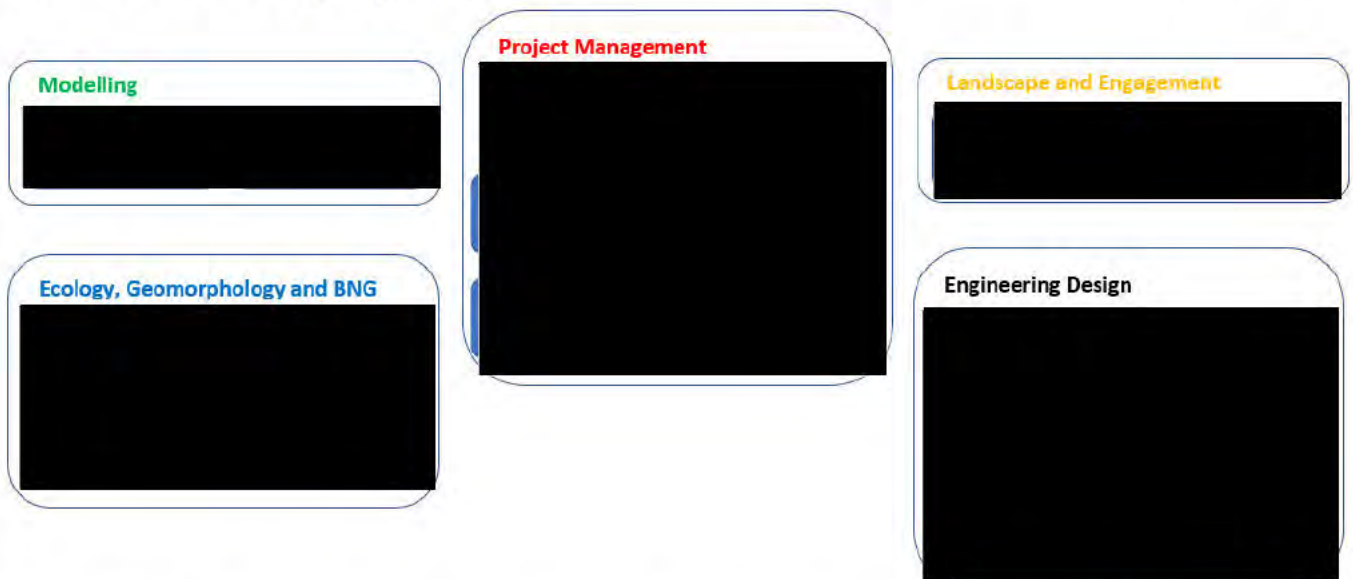 Project Management
Modelling
Landscape and Engagement
Ecology, Geomorphology and BNG
Engineering Design